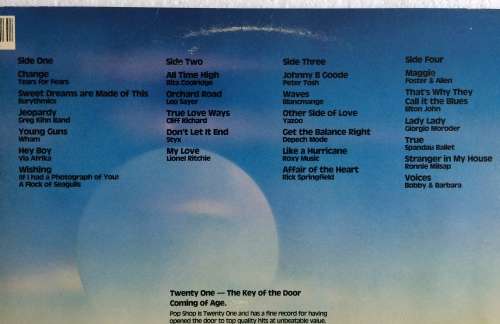 Side One
Change
Tears for Fears
Sweet Dreams are Made of This
Eurythmics
Jeopardy
Greg Kihn Band
Young Guns
Wham
Hey Boy
Via Afrika
Wishing
(If I had a Photograph of You)
A Flock of Seagulls
Side Two
All Time High
Rita Coolridge
Orchard Road
Leo Sayer
True Love Ways
Cliff Richard
Don't Let It End
Styx
My Love
Lionel Ritchie
Side Three
Johnny B Goode
Peter Tosh
Waves
Blancmange
Other Side of Love
Yazoo
Get the Balance Right
Depech Mode
Like a Hurricane
Roxy Music
Affair of the Heart
Rick Springfield
Side Four
Maggie
Foster & Allen
That's Why They
Call it the Blues
Elton John
Lady Lady
Giorgio Moroder
True
Spandau Ballet
Stranger in My House
Ronnie Milsap
Voices
Bobby & Barbara
Twenty One — The Key of the Door
Coming of Age.
Pop Shop is Twenty One and has a fine record for having
opened the door to top quality hits at unbeatable value.